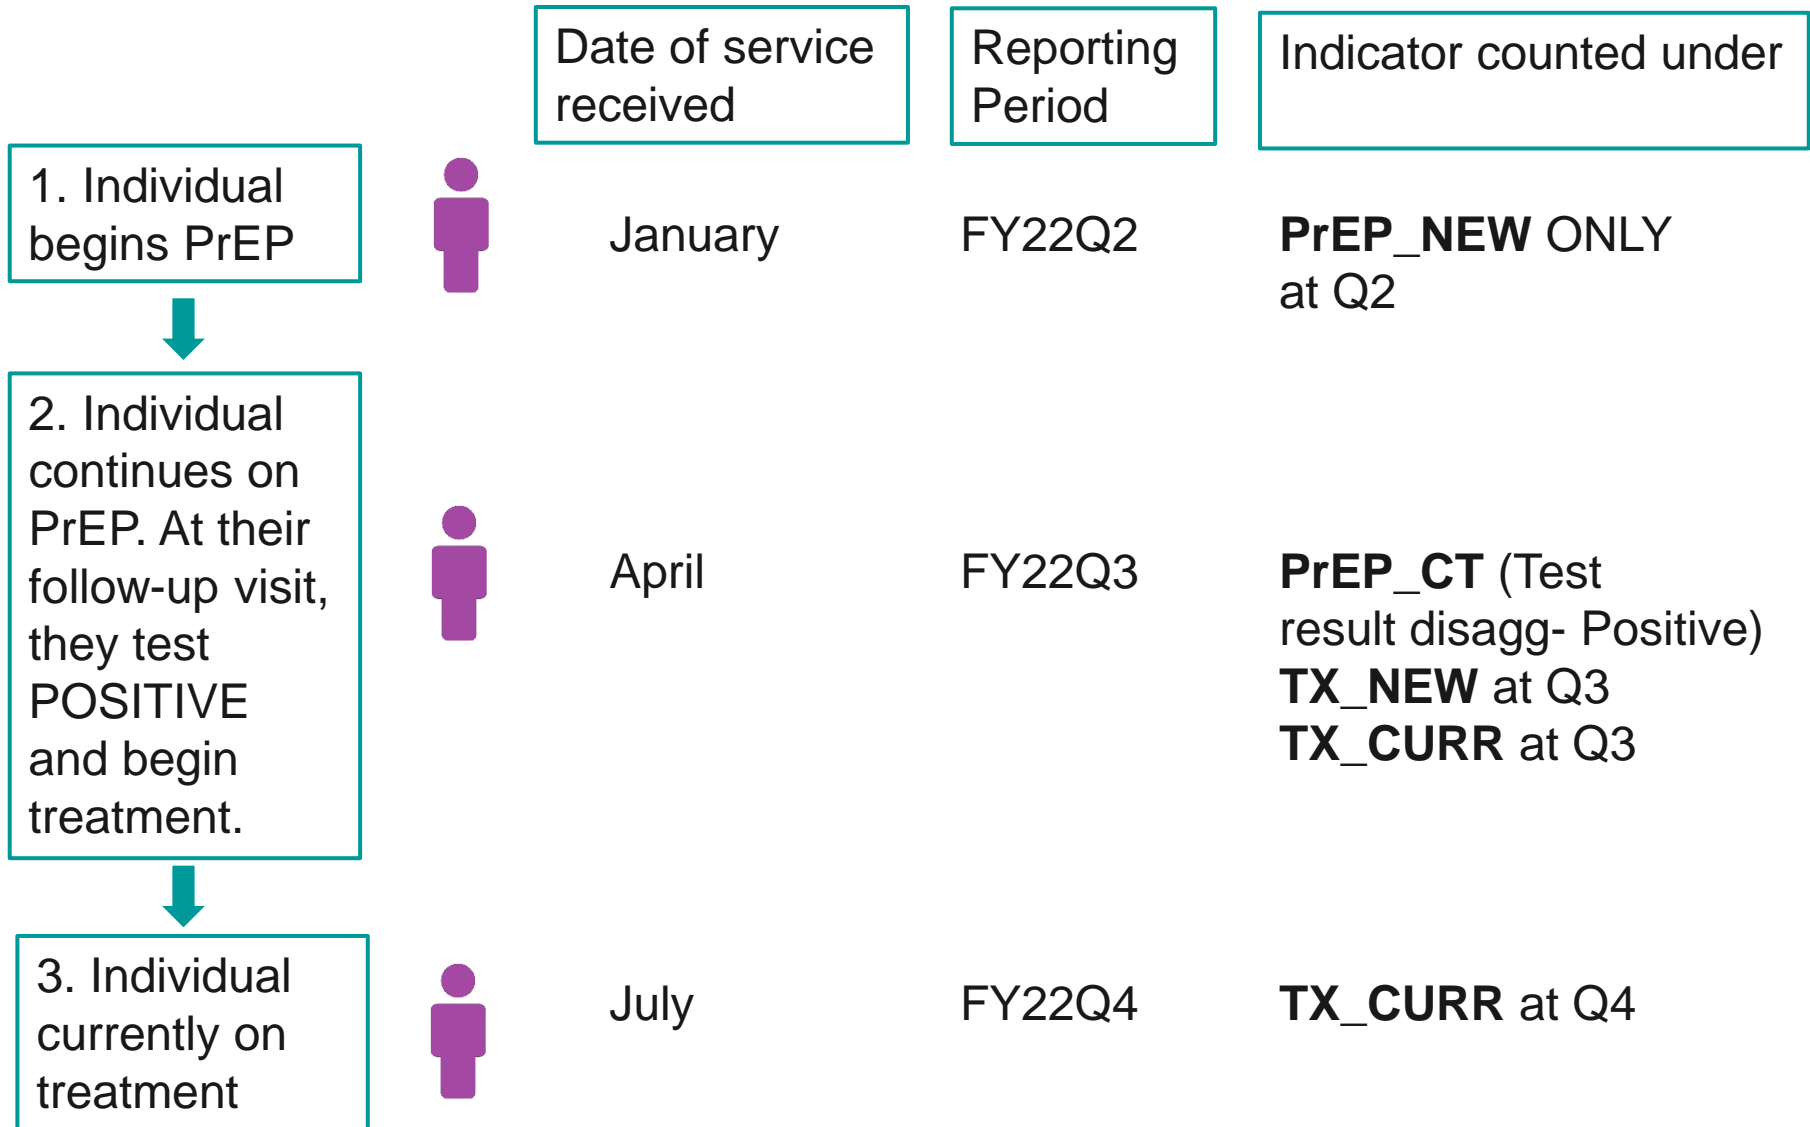 Date of service
received
Reporting
Period
Indicator counted under
1. Individual
begins PrEP
January
FY22Q2
PrEP_NEW ONLY
at Q2
2. Individual
continues on
PrEP. At their
follow-up visit,
they test
POSITIVE
and begin
treatment.
April
FY22Q3
PrEP_CT (Test
result disagg- Positive)
TX_NEW at Q3
TX_CURR at Q3
3. Individual
currently on
treatment
July
FY22Q4
TX_CURR at Q4